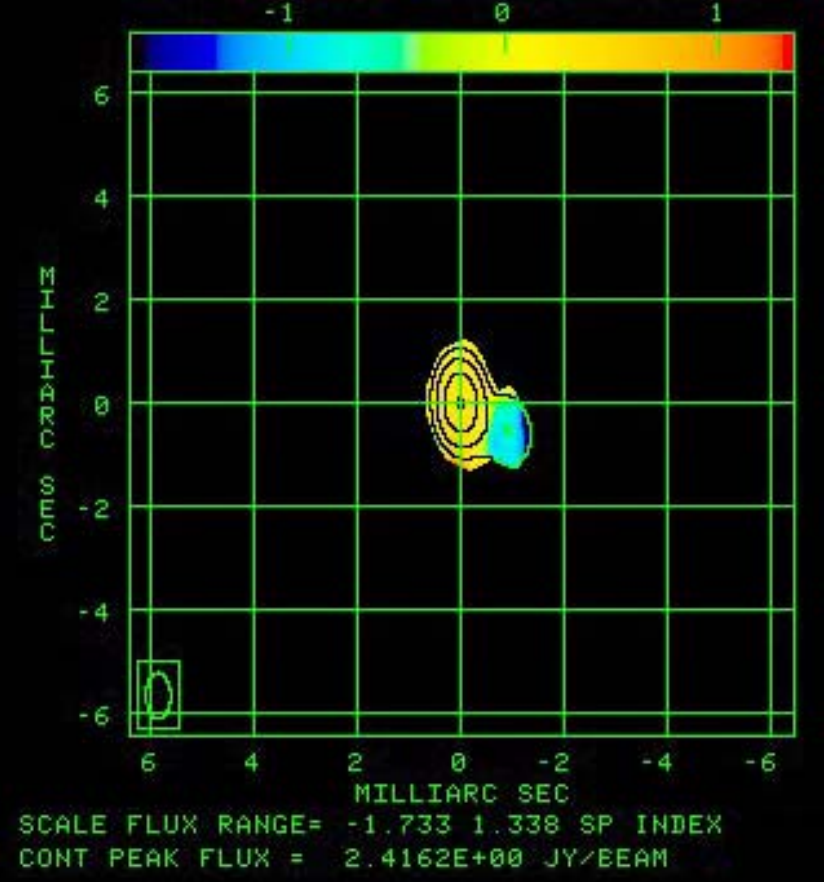 -1 0 1
6
4
2
0
-2
-4
-6
MILLIARC SEC
6 4 2 0 -2 -4 -6
MILLIARC SEC
SCALE FLUX RANGE= -1.733 1.338 SP INDEX
CONT PEAK FLUX = 2.4162E+00 JY/BEAM